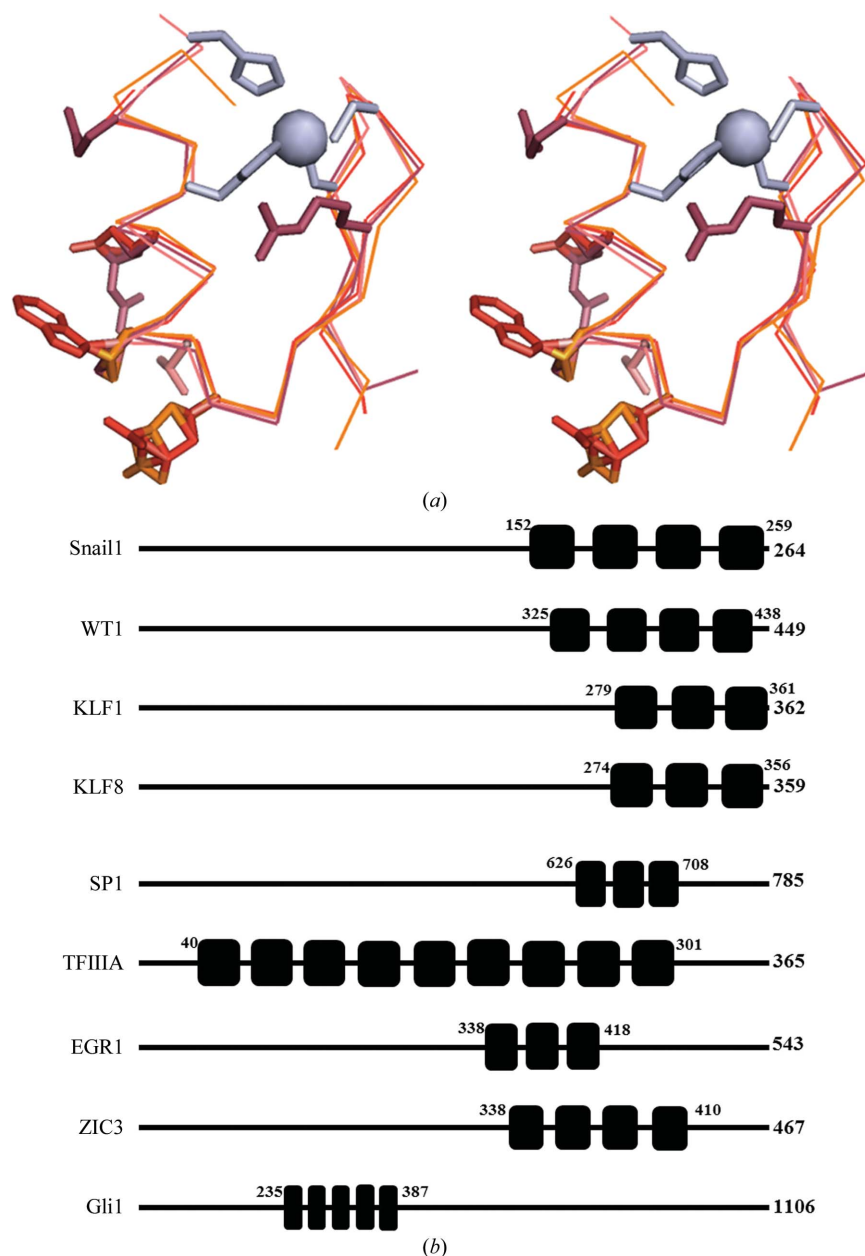 (a)
152 259
Snail1 264
325 438
WT1 449
279 361
KLF1 362
274 356
KLF8 359
626 708
SP1 785
40 301
TFIIIA 365
338 418
EGR1 543
338 410
ZIC3 467
235 387
Gli1 1106
(b)